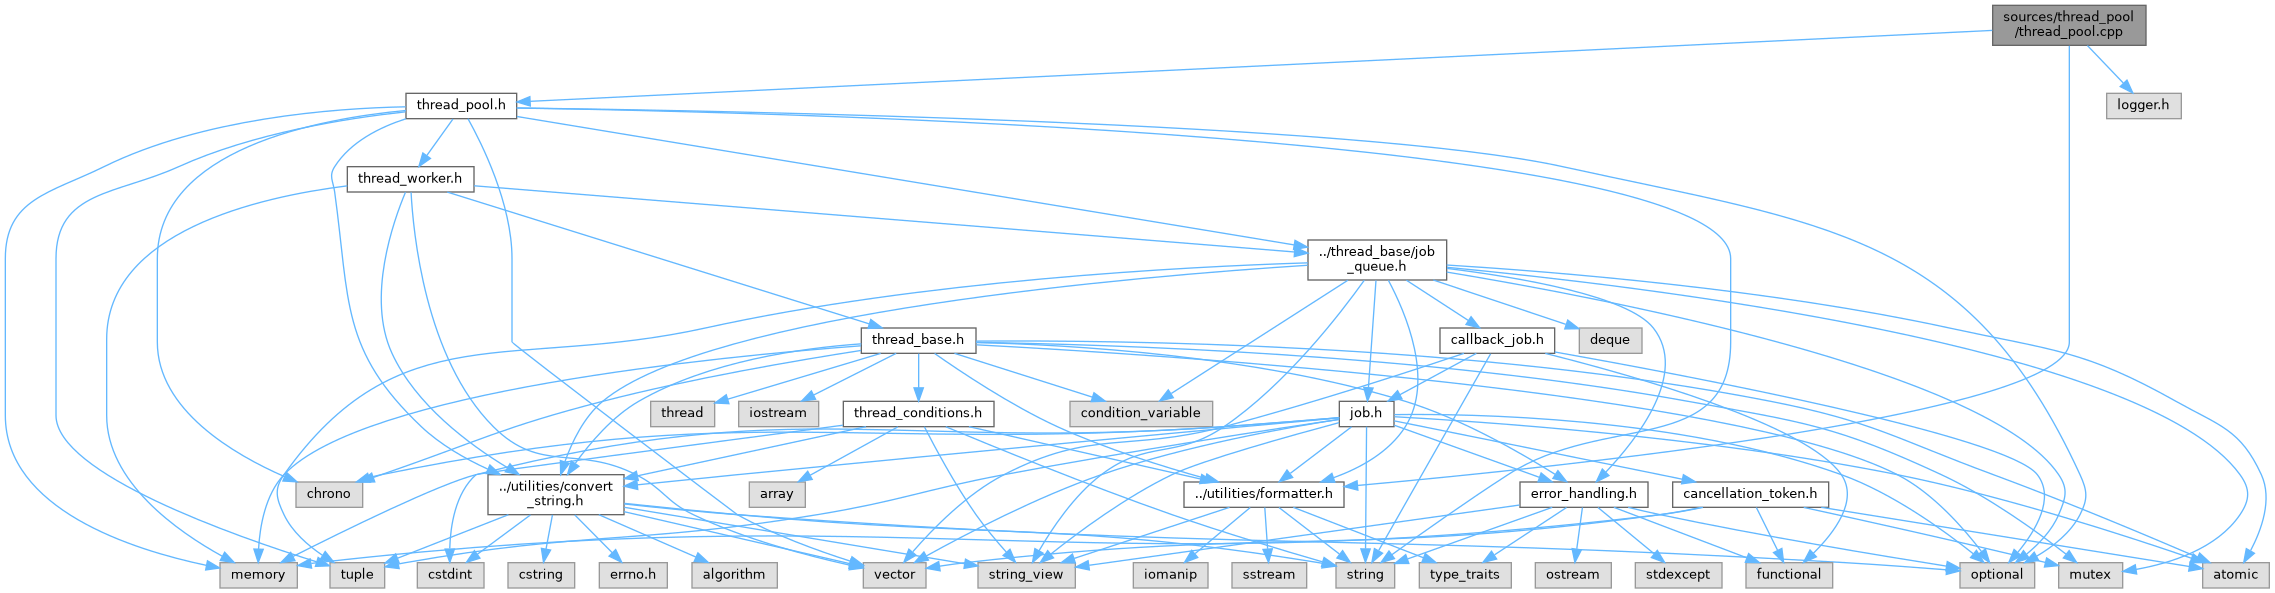 sources/thread_pool
/thread_pool.cpp
thread_pool.h
logger.h
thread_worker.h
../thread_base/job
_queue.h
thread_base.h
callback_job.h
deque
thread
iostream
thread_conditions.h
condition_variable
job.h
chrono
../utilities/convert
_string.h
array
../utilities/formatter.h
error_handling.h
cancellation_token.h
memory
tuple
cstdint
cstring
errno.h
algorithm
vector
string_view
iomanip
sstream
string
type_traits
ostream
stdexcept
functional
optional
mutex
atomic